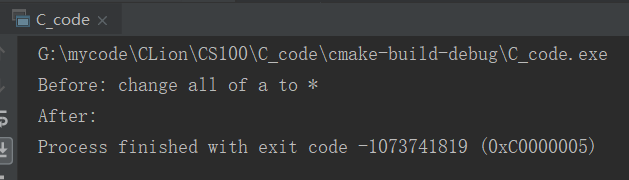 C_code
G:\mycode\CLion\CS100\C_code\cmake-build-debug\C_code.exe
Before: change all of a to *
After:
Process finished with exit code -1073741819 (0xC0000005)